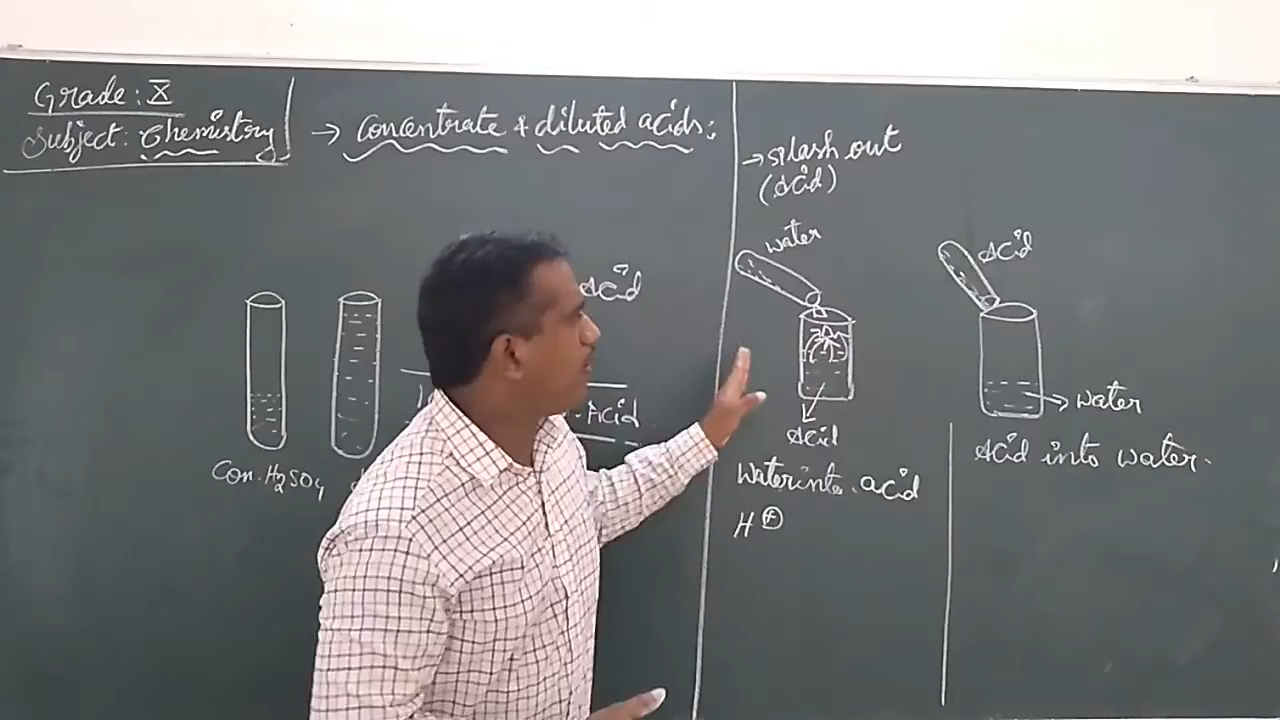 Grade: X
Subject: Chemistry
→ Concentrate & diluted acids:
→ splash out
(Acid)
water
Acid
Acid
Acid
Con. H2SO4
Acid
→ water
water into. acid
Acid into water.
H⊕